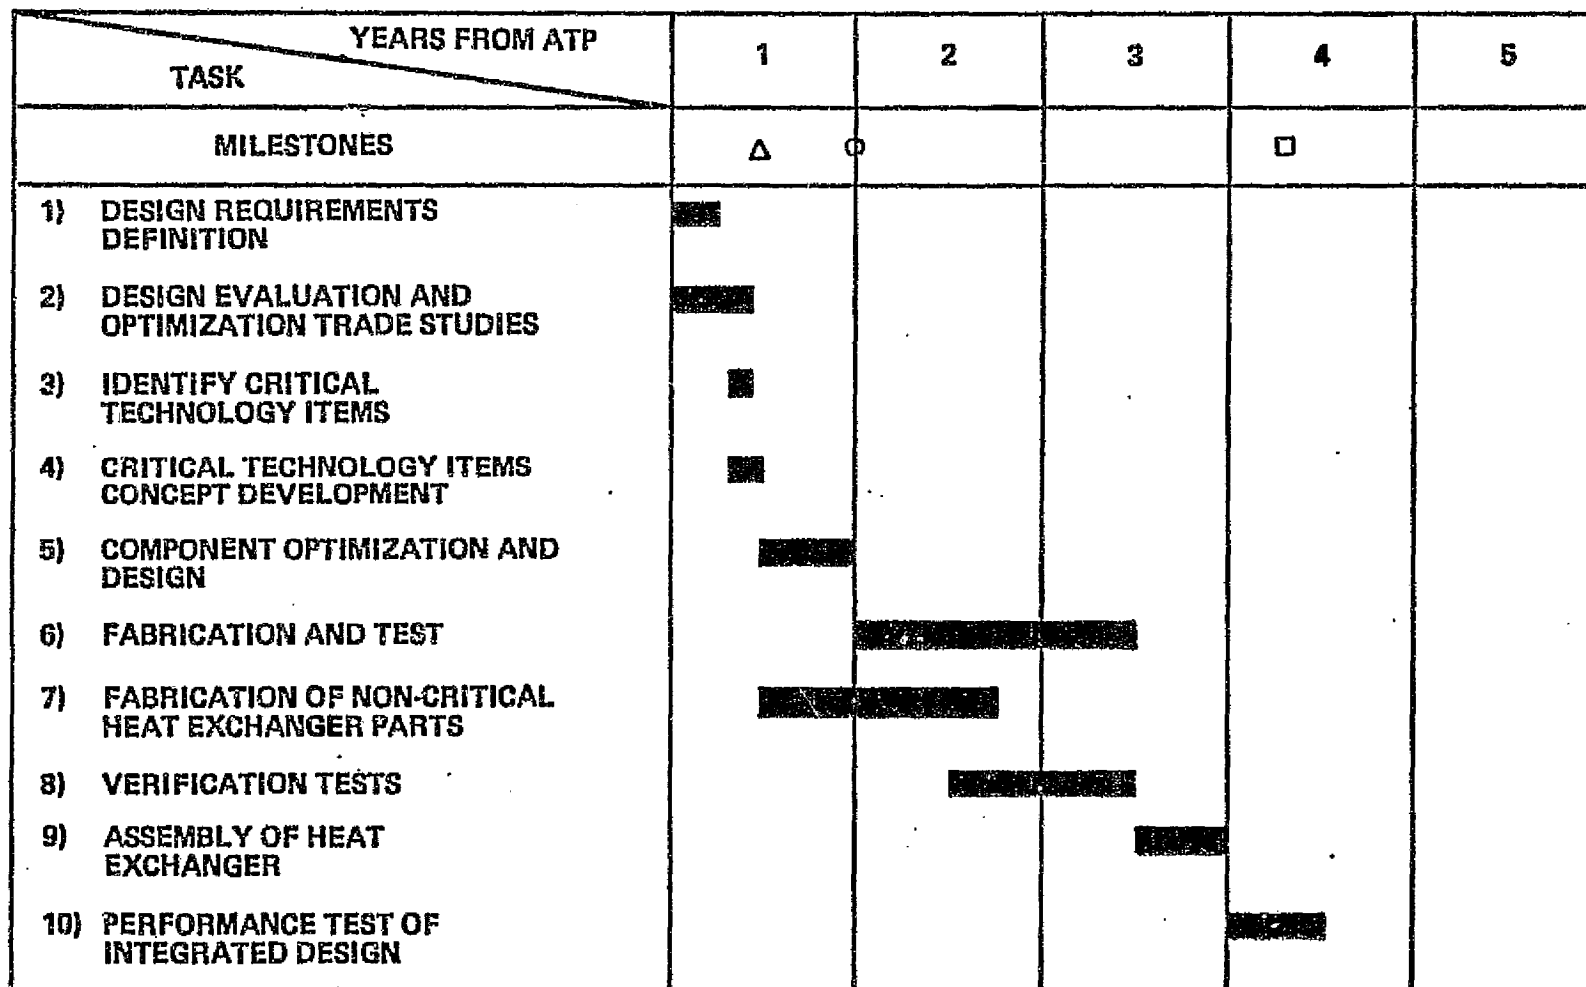 YEARS FROM ATP
TASK
1 2 3 4 5
MILESTONES
1) DESIGN REQUIREMENTS
DEFINITION
2) DESIGN EVALUATION AND
OPTIMIZATION TRADE STUDIES
3) IDENTIFY CRITICAL
TECHNOLOGY ITEMS
4) CRITICAL TECHNOLOGY ITEMS
CONCEPT DEVELOPMENT
5) COMPONENT OPTIMIZATION AND
DESIGN
6) FABRICATION AND TEST
7) FABRICATION OF NON-CRITICAL
HEAT EXCHANGER PARTS
8) VERIFICATION TESTS
9) ASSEMBLY OF HEAT
EXCHANGER
10) PERFORMANCE TEST OF
INTEGRATED DESIGN